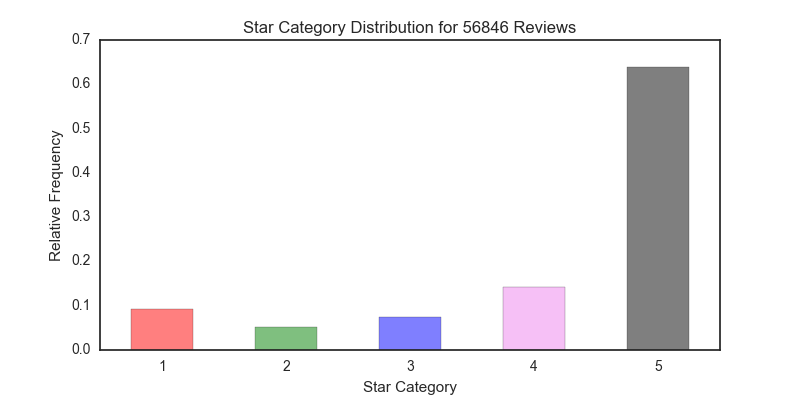 Star Category Distribution for 56846 Reviews
0.7
0.6
0.5
0.4
0.3
0.2
0.1
0.0
Relative Frequency
1 2 3 4 5
Star Category